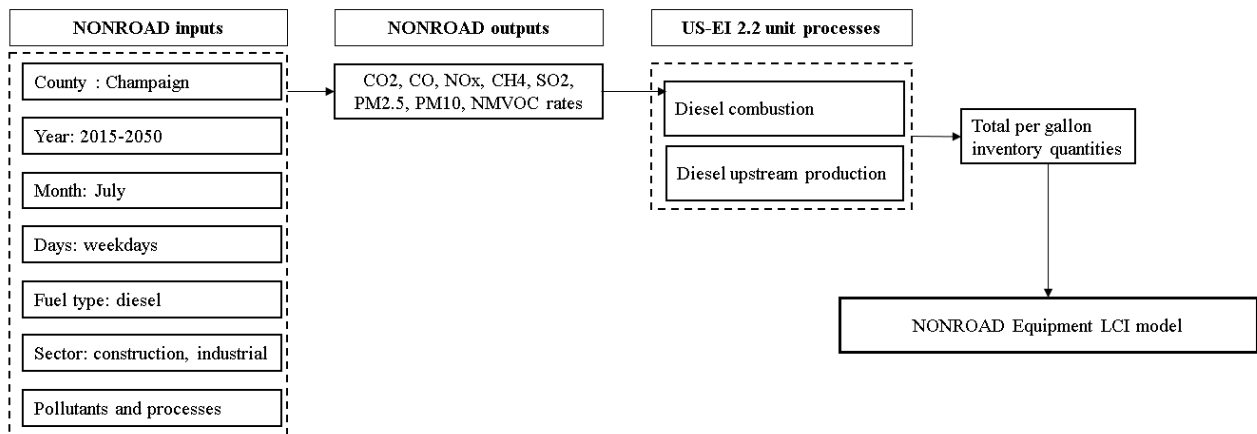 NONROAD inputs
County : Champaign
Year: 2015-2050
Month: July
Days: weekdays
Fuel type: diesel
Sector: construction, industrial
Pollutants and processes
NONROAD outputs
CO2, CO, NOx, CH4, SO2,
PM2.5, PM10, NMVOC rates
US-EI 2.2 unit processes
Diesel combustion
Diesel upstream production
Total per gallon
inventory quantities
NONROAD Equipment LCI model